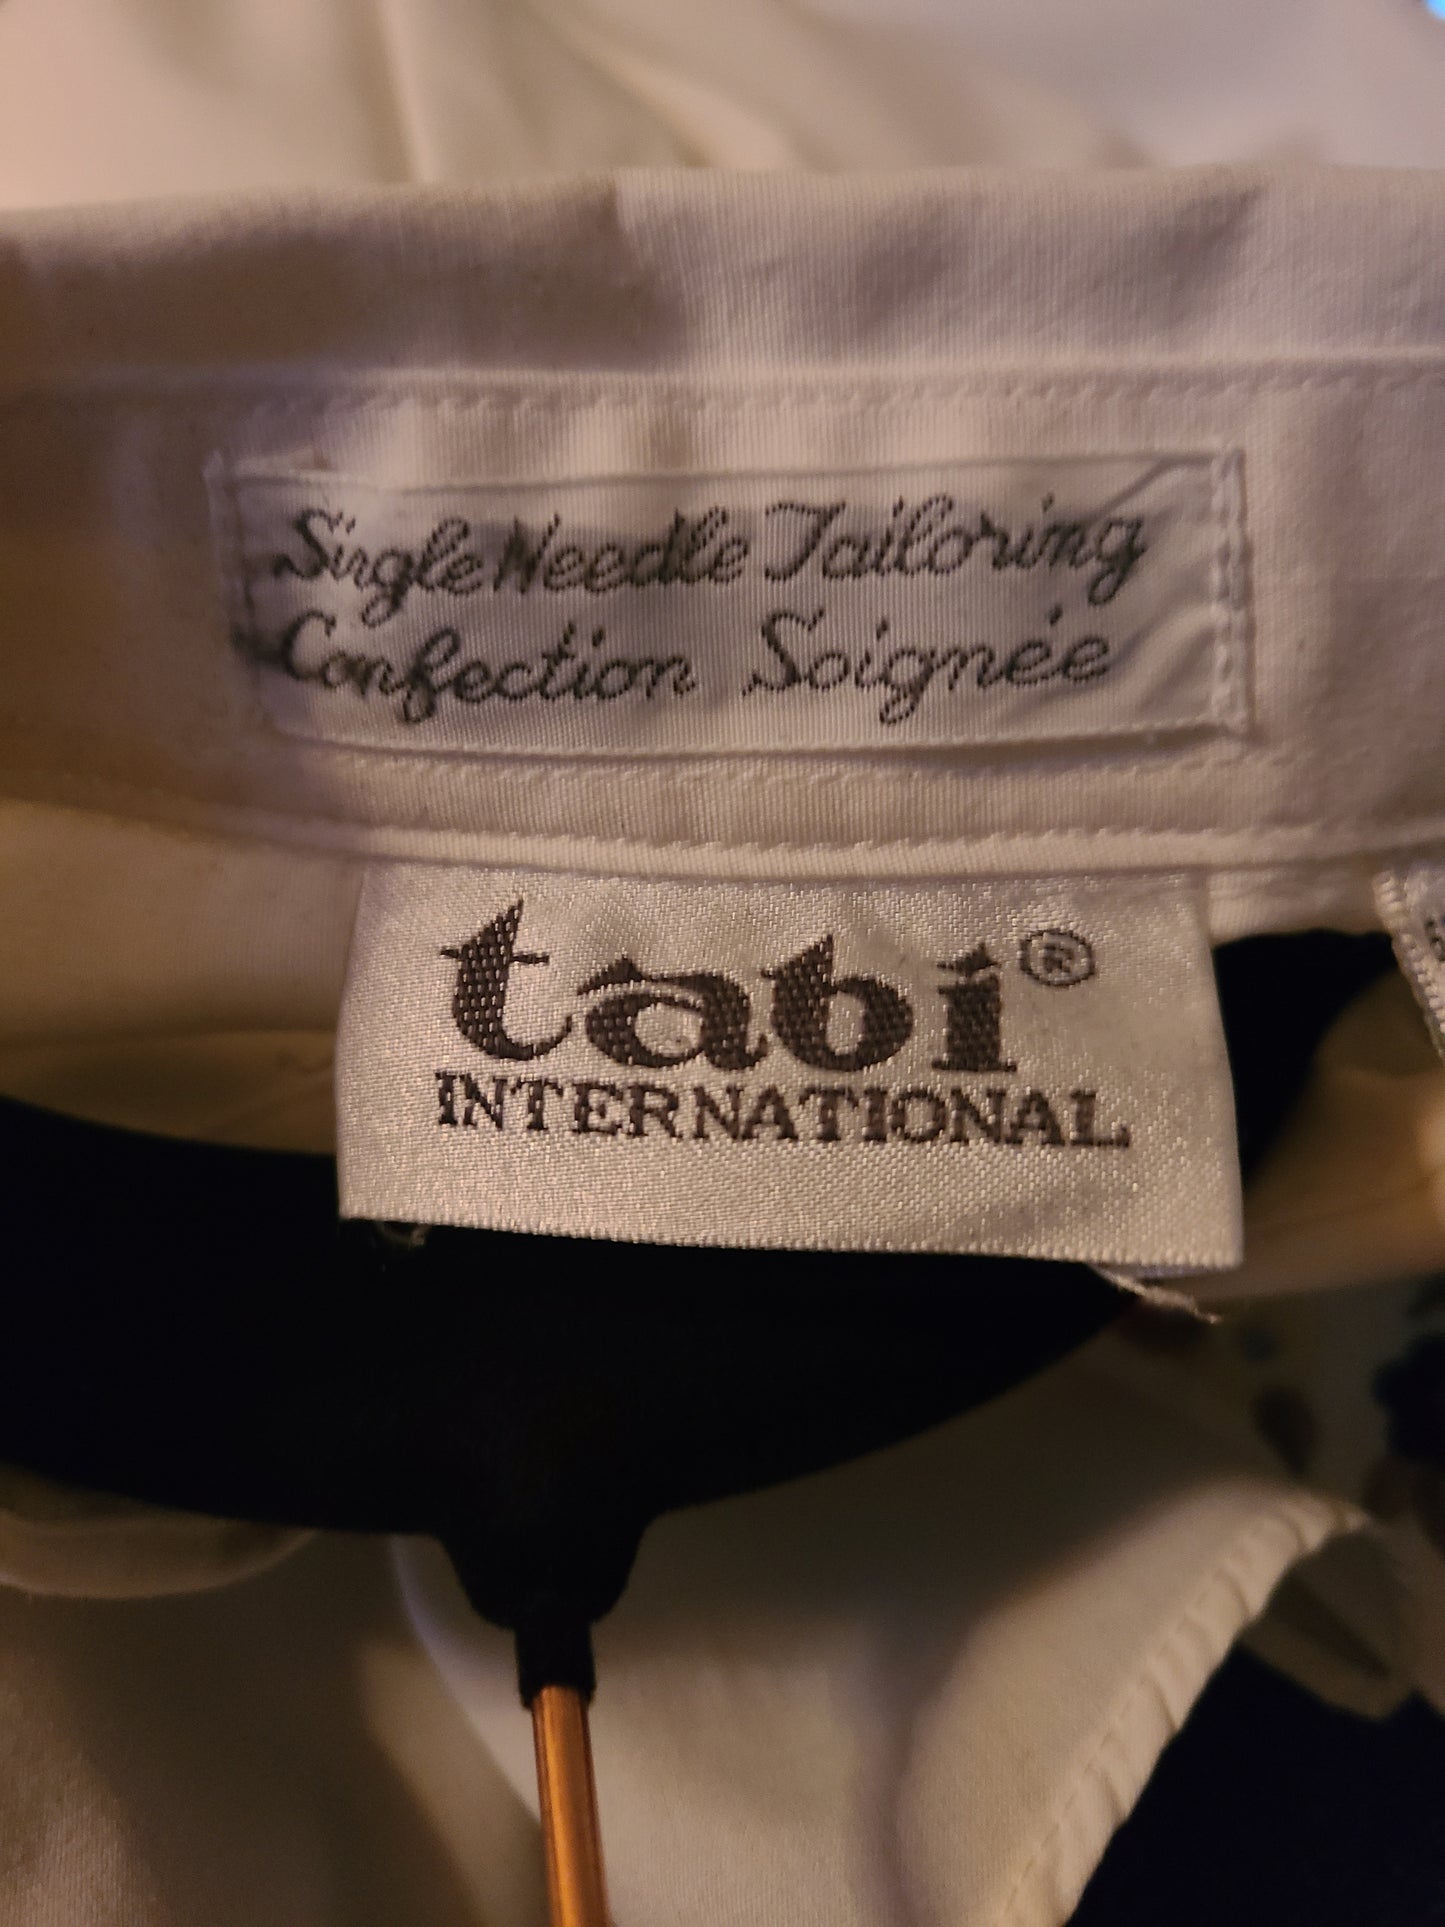 Single Needle Tailoring
Confection Soignée
tabi®
INTERNATIONAL